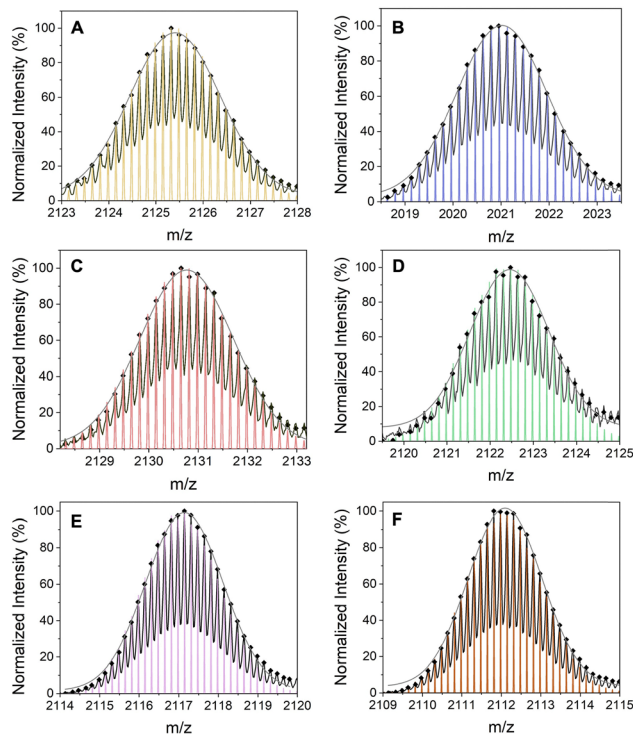 A
Normalized Intensity (%)
100
80
60
40
20
0
2123 2124 2125 2126 2127 2128
m/z
B
Normalized Intensity (%)
100
80
60
40
20
0
2019 2020 2021 2022 2023
m/z
C
Normalized Intensity (%)
100
80
60
40
20
0
2129 2130 2131 2132 2133
m/z
D
Normalized Intensity (%)
100
80
60
40
20
0
2120 2121 2122 2123 2124 2125
m/z
E
Normalized Intensity (%)
100
80
60
40
20
0
2114 2115 2116 2117 2118 2119 2120
m/z
F
Normalized Intensity (%)
100
80
60
40
20
0
2109 2110 2111 2112 2113 2114 2115
m/z